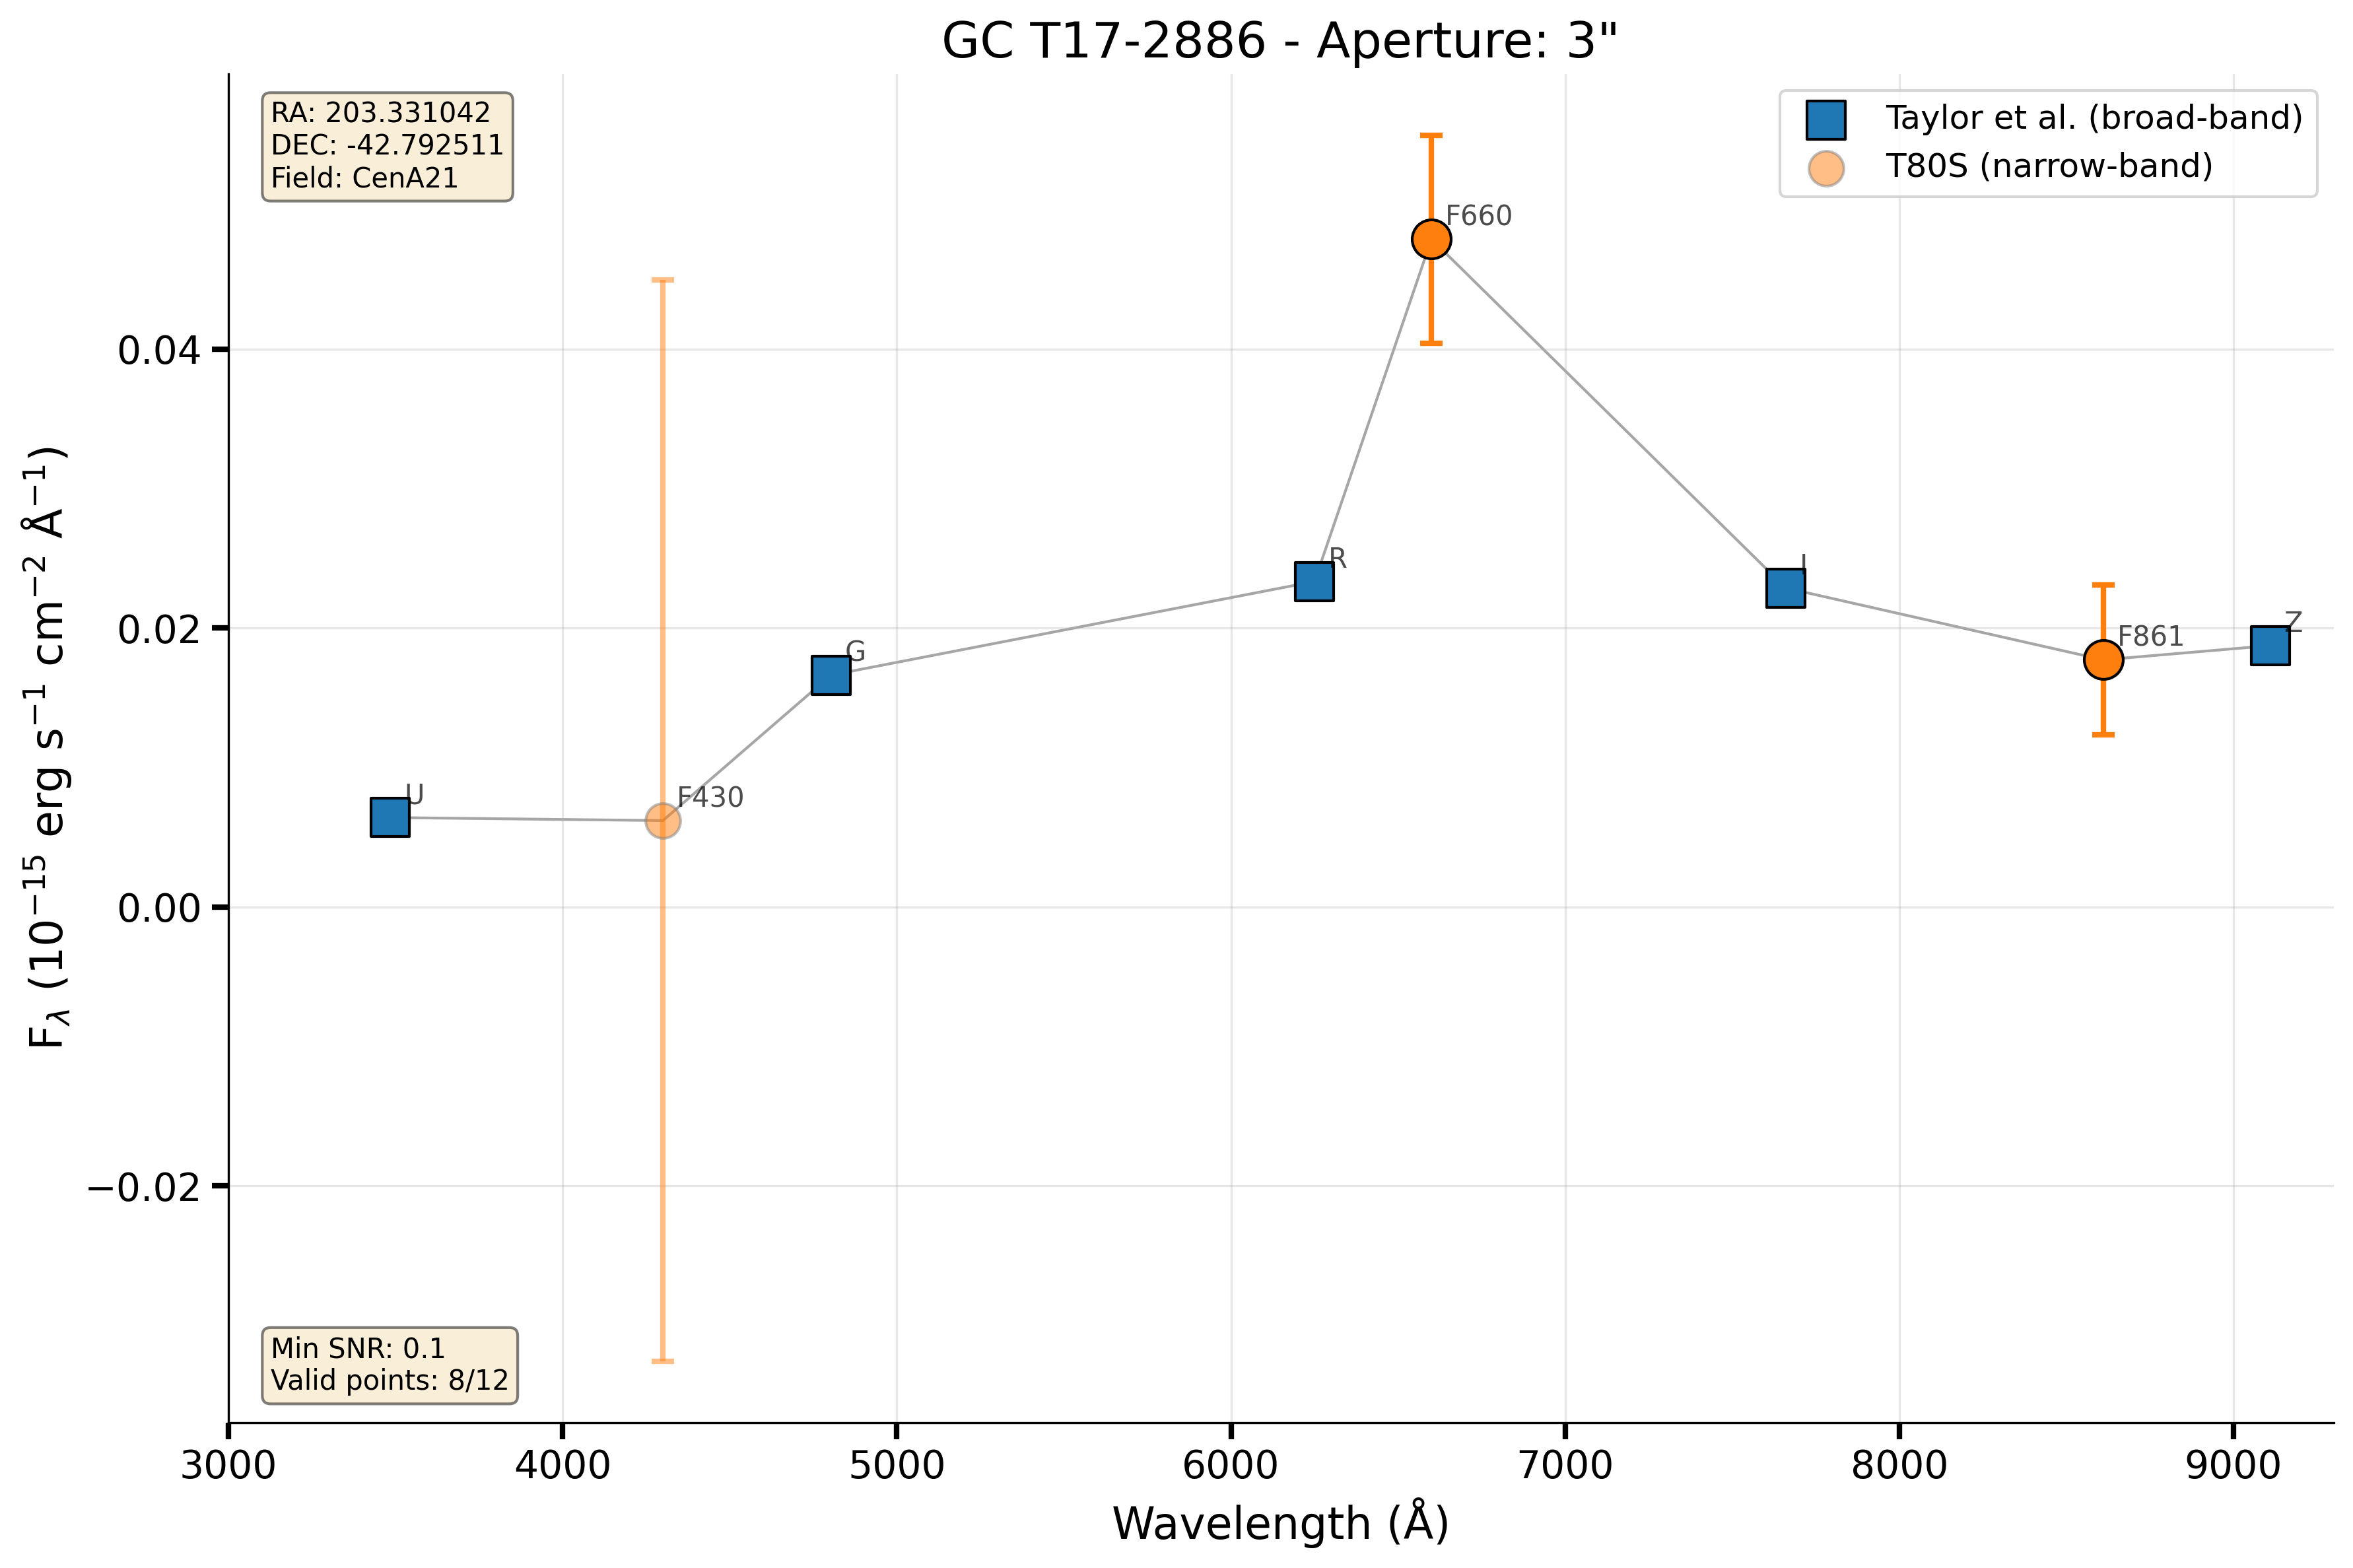 GC T17-2886 - Aperture: 3"
RA: 203.331042
DEC: -42.792511
Field: CenA21
Taylor et al. (broad-band)
T80S (narrow-band)
F660
R
I
G
F861
Z
U
F430
0.04
0.02
0.00
−0.02
F_λ (10⁻¹⁵ erg s⁻¹ cm⁻² Å⁻¹)
Min SNR: 0.1
Valid points: 8/12
3000 4000 5000 6000 7000 8000 9000
Wavelength (Å)